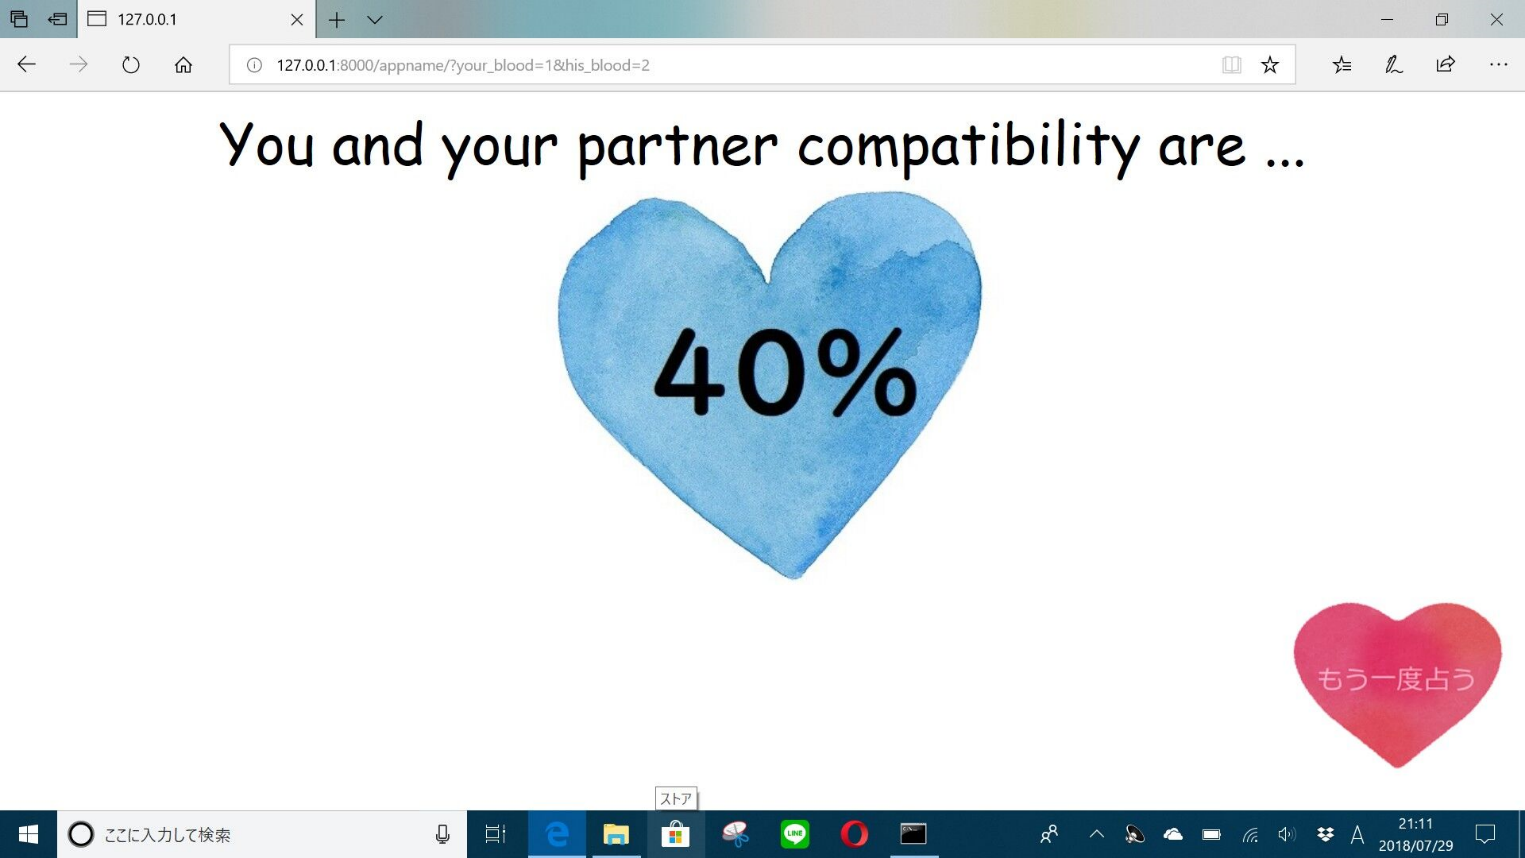 127.0.0.1
127.0.0.1:8000/appname/?your_blood=1&his_blood=2
You and your partner compatibility are ...
40%
もう一度占う
ストア
ここに入力して検索
LINE
A
21:11
2018/07/29